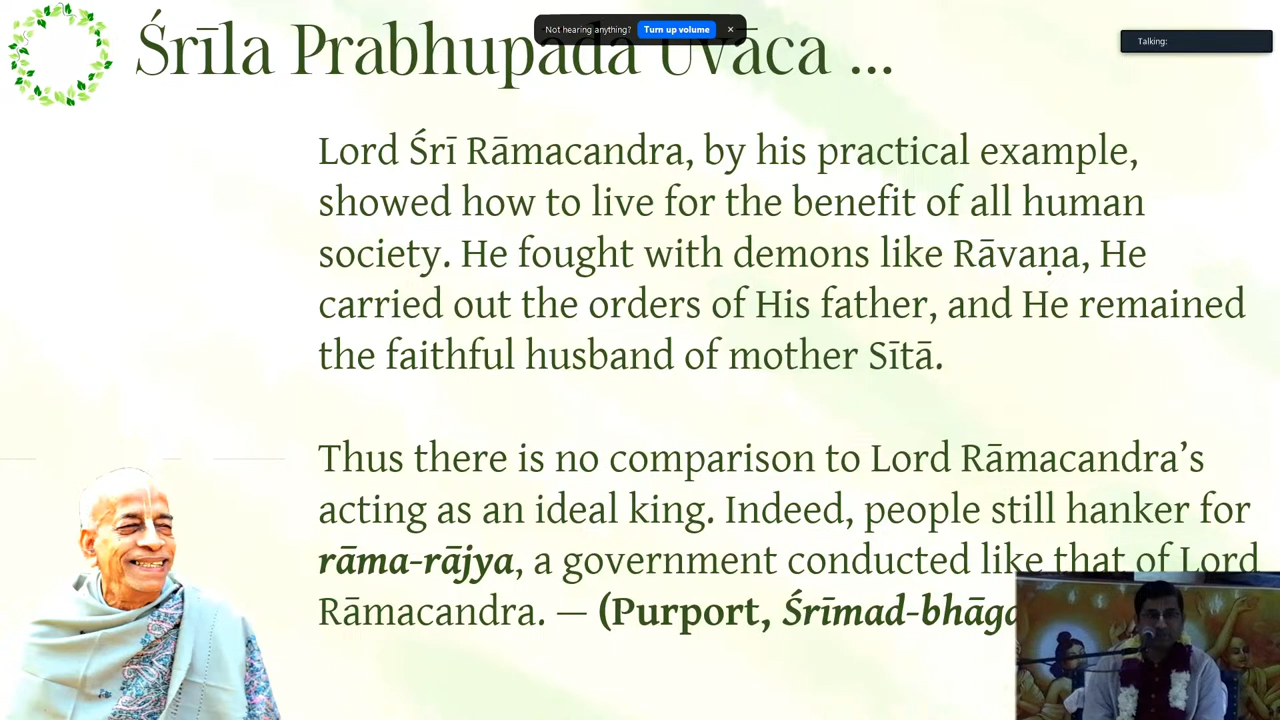 Śrīla Prabhupāda Uvāca ...
Not hearing anything? Turn up volume ×
Talking:
Lord Śrī Rāmacandra, by his practical example,
showed how to live for the benefit of all human
society. He fought with demons like Rāvaṇa, He
carried out the orders of His father, and He remained
the faithful husband of mother Sītā.
Thus there is no comparison to Lord Rāmacandra’s
acting as an ideal king. Indeed, people still hanker for
rāma-rājya, a government conducted like that of Lord
Rāmacandra. — (Purport, Śrīmad-bhāga